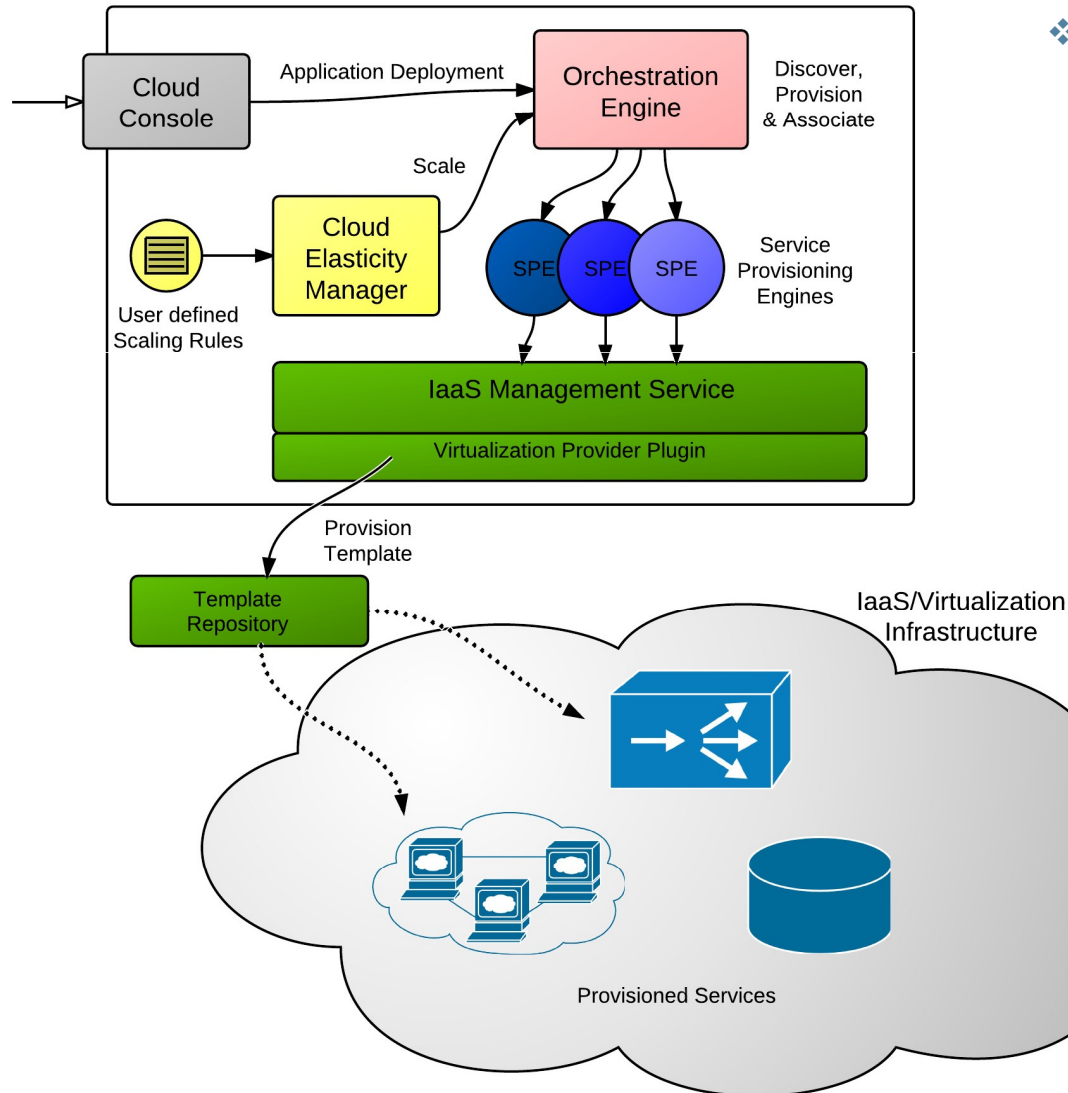 Cloud
Console
Application Deployment
Orchestration
Engine
Discover,
Provision
& Associate
Scale
Cloud
Elasticity
Manager
User defined
Scaling Rules
SPE
SPE
SPE
Service
Provisioning
Engines
IaaS Management Service
Virtualization Provider Plugin
Provision
Template
Template
Repository
IaaS/Virtualization
Infrastructure
Provisioned Services